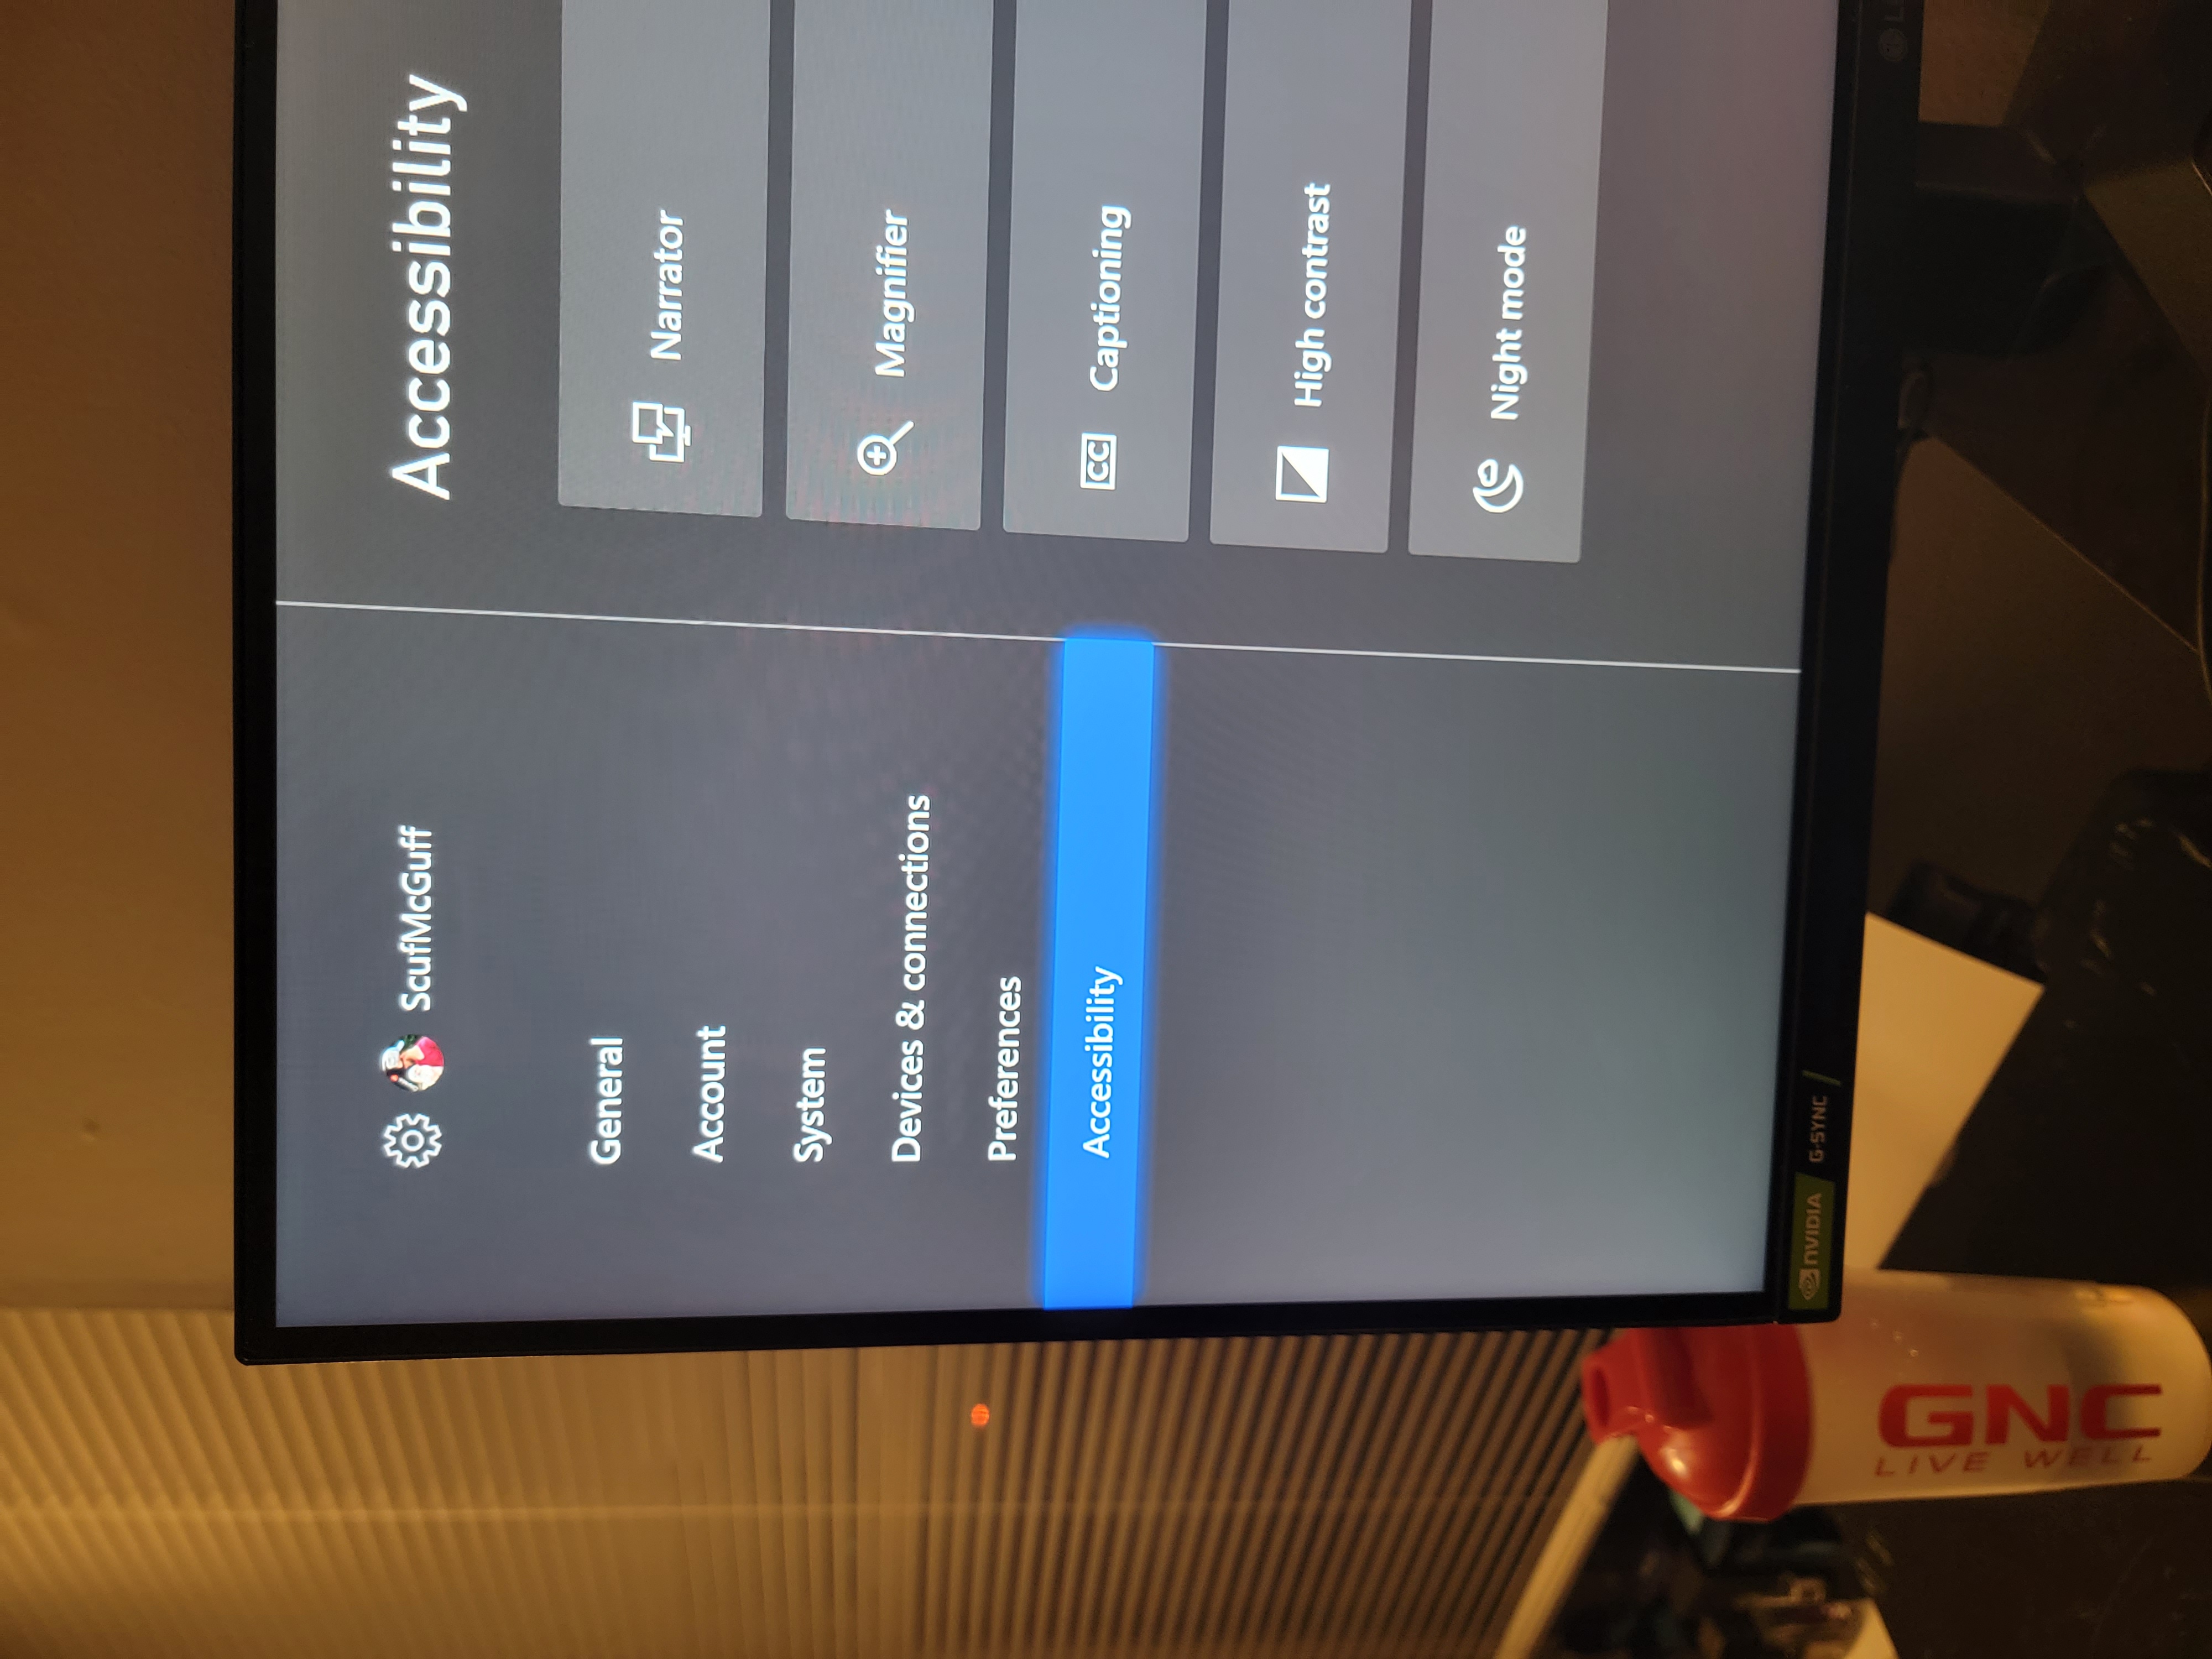 ScufMcGuff
General
Account
System
Devices & connections
Preferences
Accessibility
Accessibility
Narrator
Magnifier
CC
Captioning
High contrast
Night mode
NVIDIA
G-SYNC
GNC
LIVE WELL